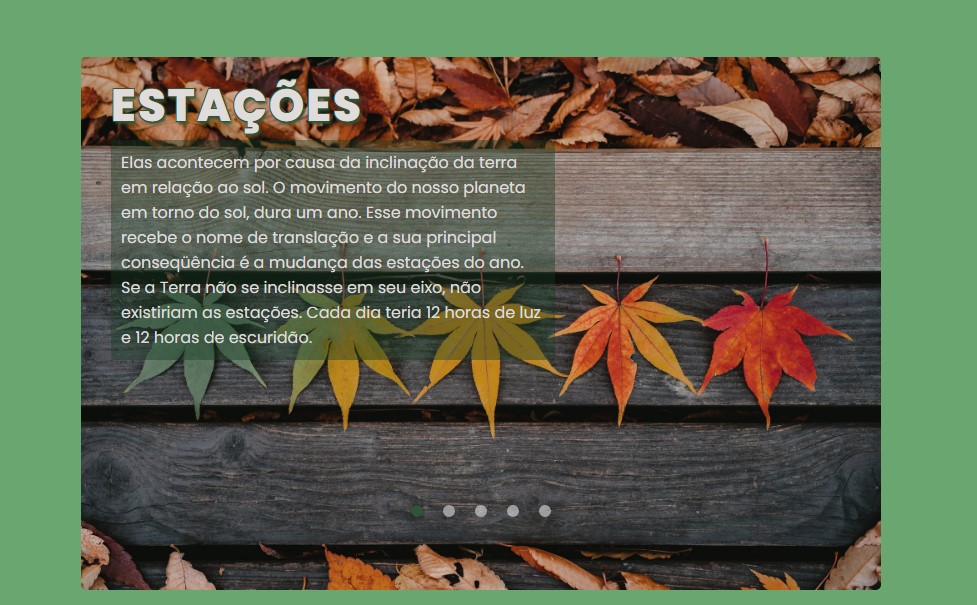 ESTAÇÕES
Elas acontecem por causa da inclinação da terra
em relação ao sol. O movimento do nosso planeta
em torno do sol, dura um ano. Esse movimento
recebe o nome de translação e a sua principal
conseqüência é a mudança das estações do ano.
Se a Terra não se inclinasse em seu eixo, não
existiriam as estações. Cada dia teria 12 horas de luz
e 12 horas de escuridão.